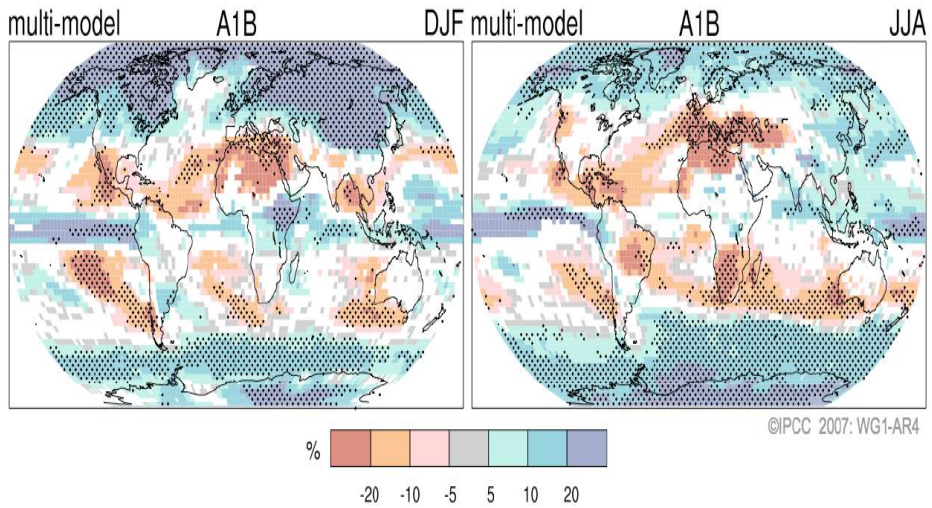 multi-model A1B DJF
multi-model A1B JJA
©IPCC 2007: WG1-AR4
%
-20 -10 -5 5 10 20